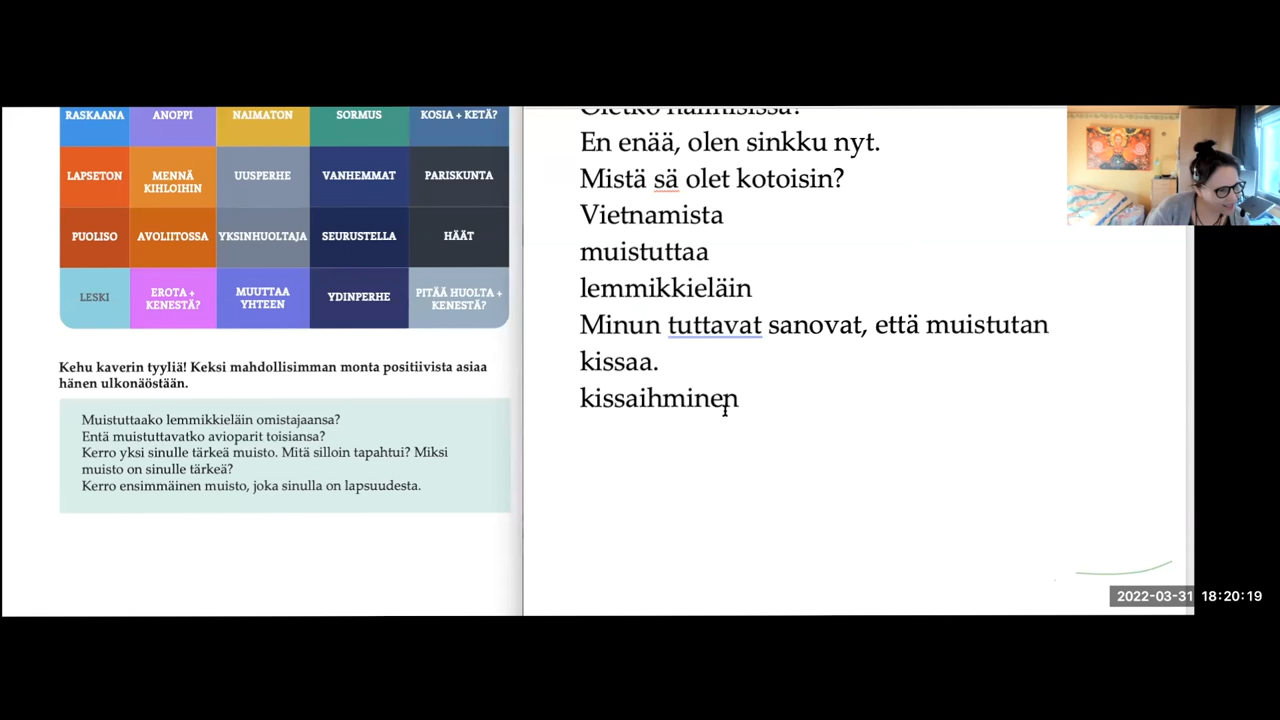 RASKAANA ANOPPI NAIMATON SORMUS KOSIA + KETÄ?
LAPSETON MENNÄ KIHLOIHIN UUSPERHE VANHEMMAT PARISKUNTA
PUOLISO AVOLIITOSSA YKSINHUOLTAJA SEURUSTELLA HÄÄT
LESKI EROTA + KENESTÄ? MUUTTAA YHTEEN YDINPERHE PITÄÄ HUOLTA + KENESTÄ?
Kehu kaverin tyyliä! Keksi mahdollisimman monta positiivista asiaa
hänen ulkonäöstään.
Muistuttaako lemmikkieläin omistajaansa?
Entä muistuttavatko avioparit toisiansa?
Kerro yksi sinulle tärkeä muisto. Mitä silloin tapahtui? Miksi
muisto on sinulle tärkeä?
Kerro ensimmäinen muisto, joka sinulla on lapsuudesta.
En enää, olen sinkku nyt.
Mistä sä olet kotoisin?
Vietnamista
muistuttaa
lemmikkieläin
Minun tuttavat sanovat, että muistutan
kissaa.
kissaihminen
2022-03-31 18:20:19